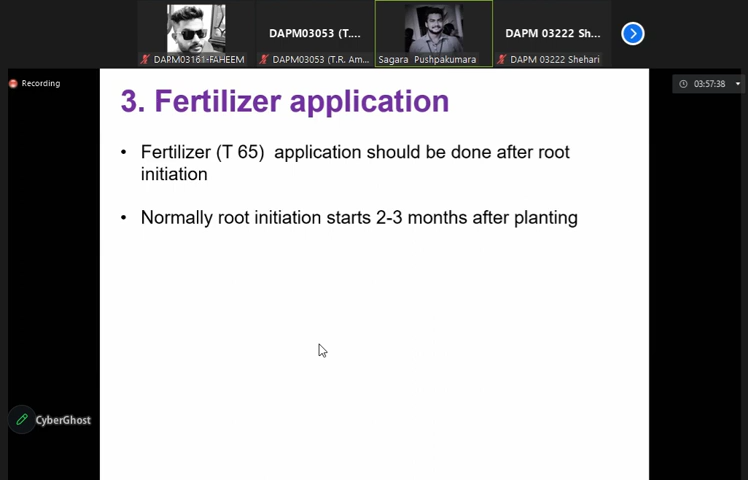 DAPM03053 (T....
DAPM 03222 Sh...
DAPM03161-FAHEEM
DAPM03053 (T.R. Am...
Sagara Pushpakumara
DAPM 03222 Shehari
Recording
03:57:38
3. Fertilizer application
• Fertilizer (T 65) application should be done after root
initiation
• Normally root initiation starts 2-3 months after planting
CyberGhost